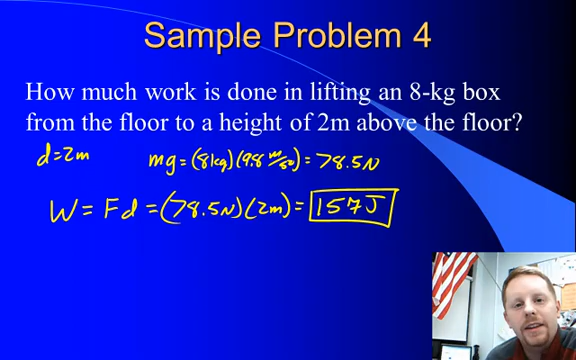 Sample Problem 4
How much work is done in lifting an 8-kg box
from the floor to a height of 2m above the floor?
d=2m mg=(8kg)(9.8 m/s²)=78.5N
W=Fd=(78.5N)(2m)=157J